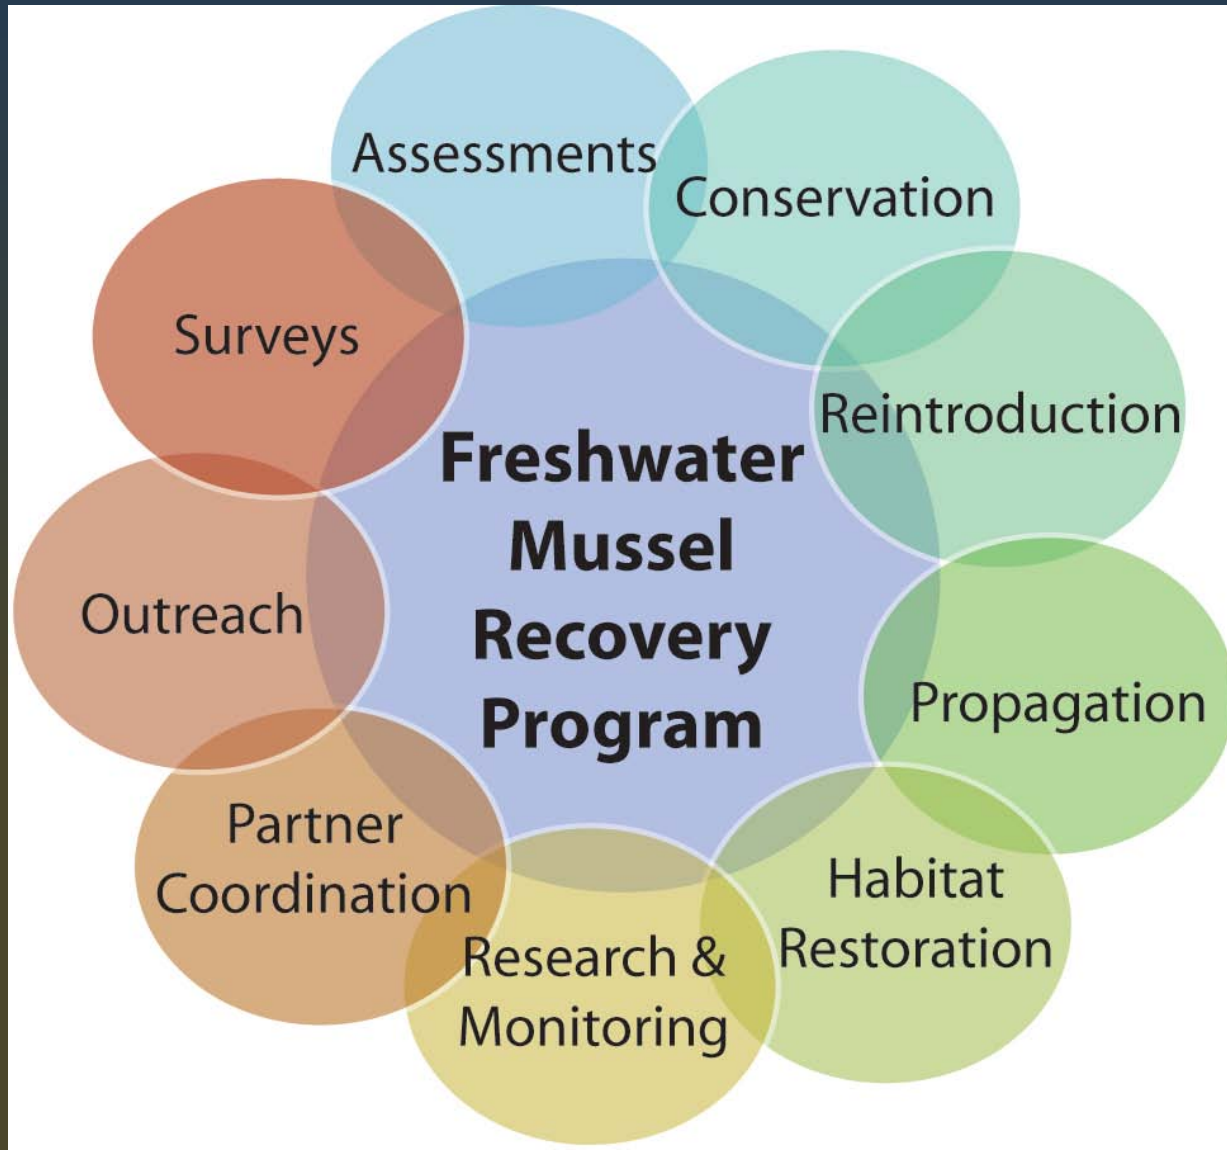 Assessments
Conservation
Surveys
Reintroduction
Freshwater
Mussel
Recovery
Program
Outreach
Propagation
Partner
Coordination
Habitat
Restoration
Research &
Monitoring